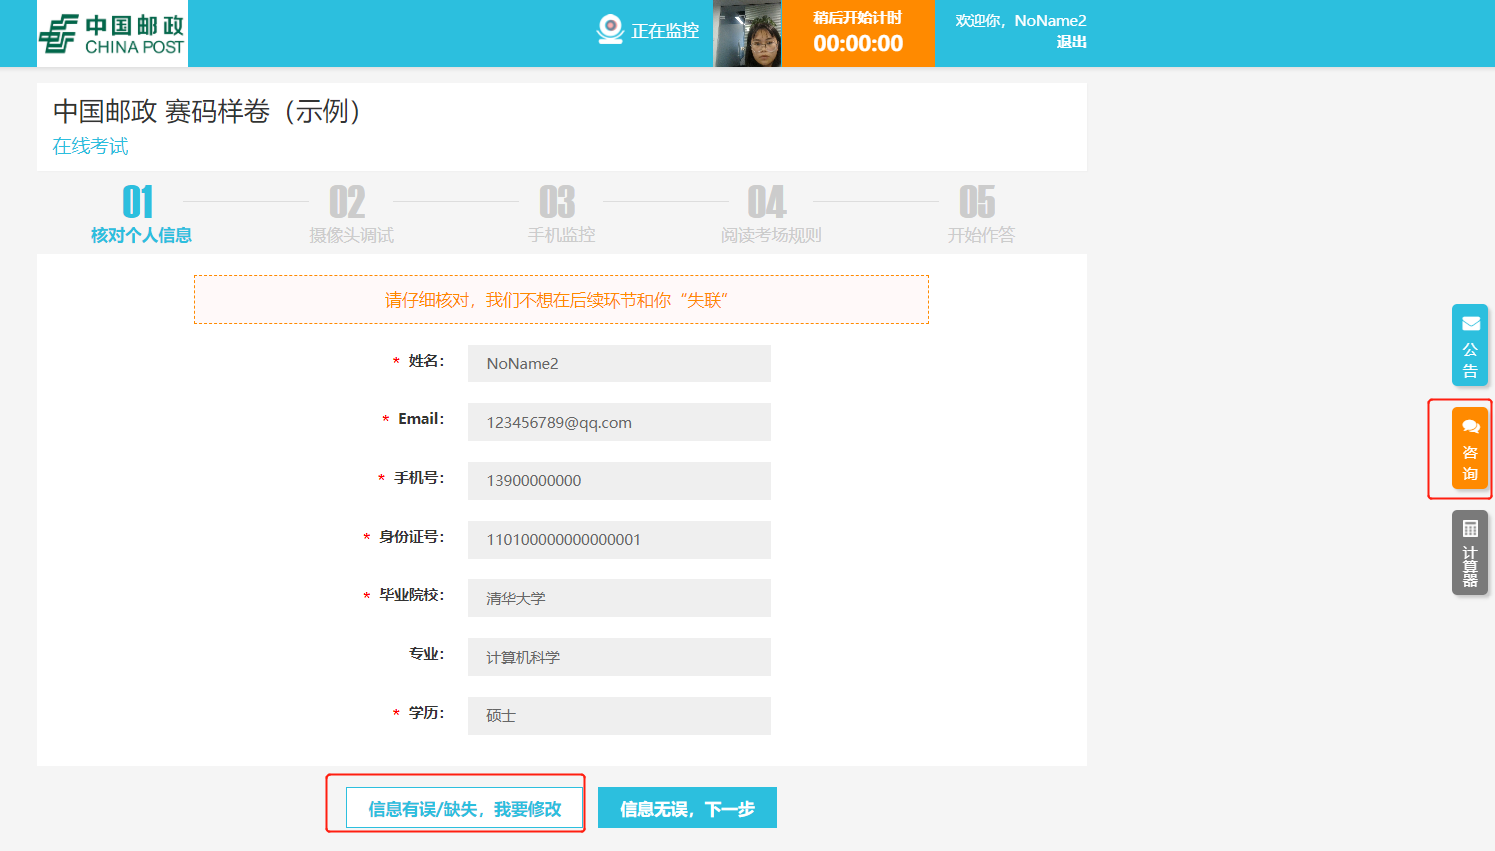 中国邮政
CHINA POST
正在监控
稍后开始计时
00:00:00
欢迎你，NoName2
退出
中国邮政 赛码样卷（示例）
在线考试
01
核对个人信息
02
摄像头调试
03
手机监控
04
阅读考场规则
05
开始作答
请仔细核对，我们不想在后续环节和你“失联”
* 姓名： NoName2
* Email： 123456789@qq.com
* 手机号： 13900000000
* 身份证号： 110100000000000001
* 毕业院校： 清华大学
专业： 计算机科学
* 学历： 硕士
信息有误/缺失，我要修改
信息无误，下一步
公告
咨询
计算器